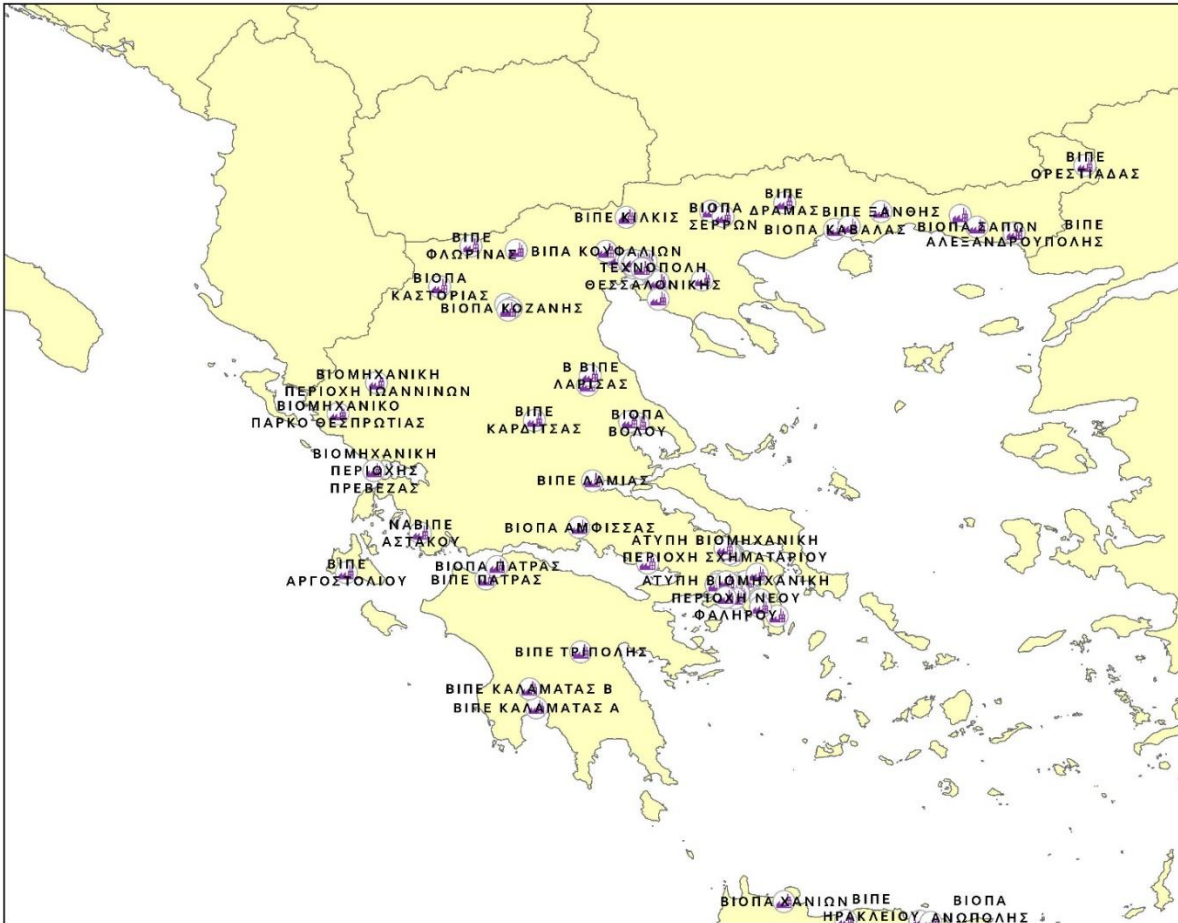 ΒΙΠΕ
ΟΡΕΣΤΙΑΔΑΣ
ΒΙΠΕ
ΔΡΑΜΑΣ
ΒΙΟΠΑ
ΣΕΡΡΩΝ
ΒΙΠΕ ΚΙΛΚΙΣ
ΒΙΠΕ ΞΑΝΘΗΣ
ΒΙΟΠΑ ΚΑΒΑΛΑΣ
ΒΙΟΠΑ ΣΑΠΩΝ
ΒΙΠΕ
ΑΛΕΞΑΝΔΡΟΥΠΟΛΗΣ
ΒΙΠΕ
ΦΛΩΡΙΝΑΣ
ΒΙΠΑ ΚΟΥΦΑΛΙΩΝ
ΤΕΧΝΟΠΟΛΗ
ΘΕΣΣΑΛΟΝΙΚΗΣ
ΒΙΟΠΑ
ΚΑΣΤΟΡΙΑΣ
ΒΙΟΠΑ ΚΟΖΑΝΗΣ
ΒΙΟΜΗΧΑΝΙΚΗ
ΠΕΡΙΟΧΗ ΙΩΑΝΝΙΝΩΝ
ΒΙΟΜΗΧΑΝΙΚΟ
ΠΑΡΚΟ ΘΕΣΠΡΩΤΙΑΣ
Β ΒΙΠΕ
ΛΑΡΙΣΑΣ
ΒΙΠΕ
ΚΑΡΔΙΤΣΑΣ
ΒΙΟΠΑ
ΒΟΛΟΥ
ΒΙΟΜΗΧΑΝΙΚΗ
ΠΕΡΙΟΧΗΣ
ΠΡΕΒΕΖΑΣ
ΒΙΠΕ ΛΑΜΙΑΣ
ΝΑΒΙΠΕ
ΑΣΤΑΚΟΥ
ΒΙΟΠΑ ΑΜΦΙΣΣΑΣ
ΑΤΥΠΗ ΒΙΟΜΗΧΑΝΙΚΗ
ΠΕΡΙΟΧΗ ΣΧΗΜΑΤΑΡΙΟΥ
ΒΙΠΕ
ΑΡΓΟΣΤΟΛΙΟΥ
ΒΙΟΠΑ ΠΑΤΡΑΣ
ΒΙΠΕ ΠΑΤΡΑΣ
ΑΤΥΠΗ ΒΙΟΜΗΧΑΝΙΚΗ
ΠΕΡΙΟΧΗ ΝΕΟΥ
ΦΑΛΗΡΟΥ
ΒΙΠΕ ΤΡΙΠΟΛΗΣ
ΒΙΠΕ ΚΑΛΑΜΑΤΑΣ Β
ΒΙΠΕ ΚΑΛΑΜΑΤΑΣ Α
ΒΙΟΠΑ ΧΑΝΙΩΝ
ΒΙΠΕ
ΗΡΑΚΛΕΙΟΥ
ΒΙΟΠΑ
ΑΝΩΠΟΛΗΣ